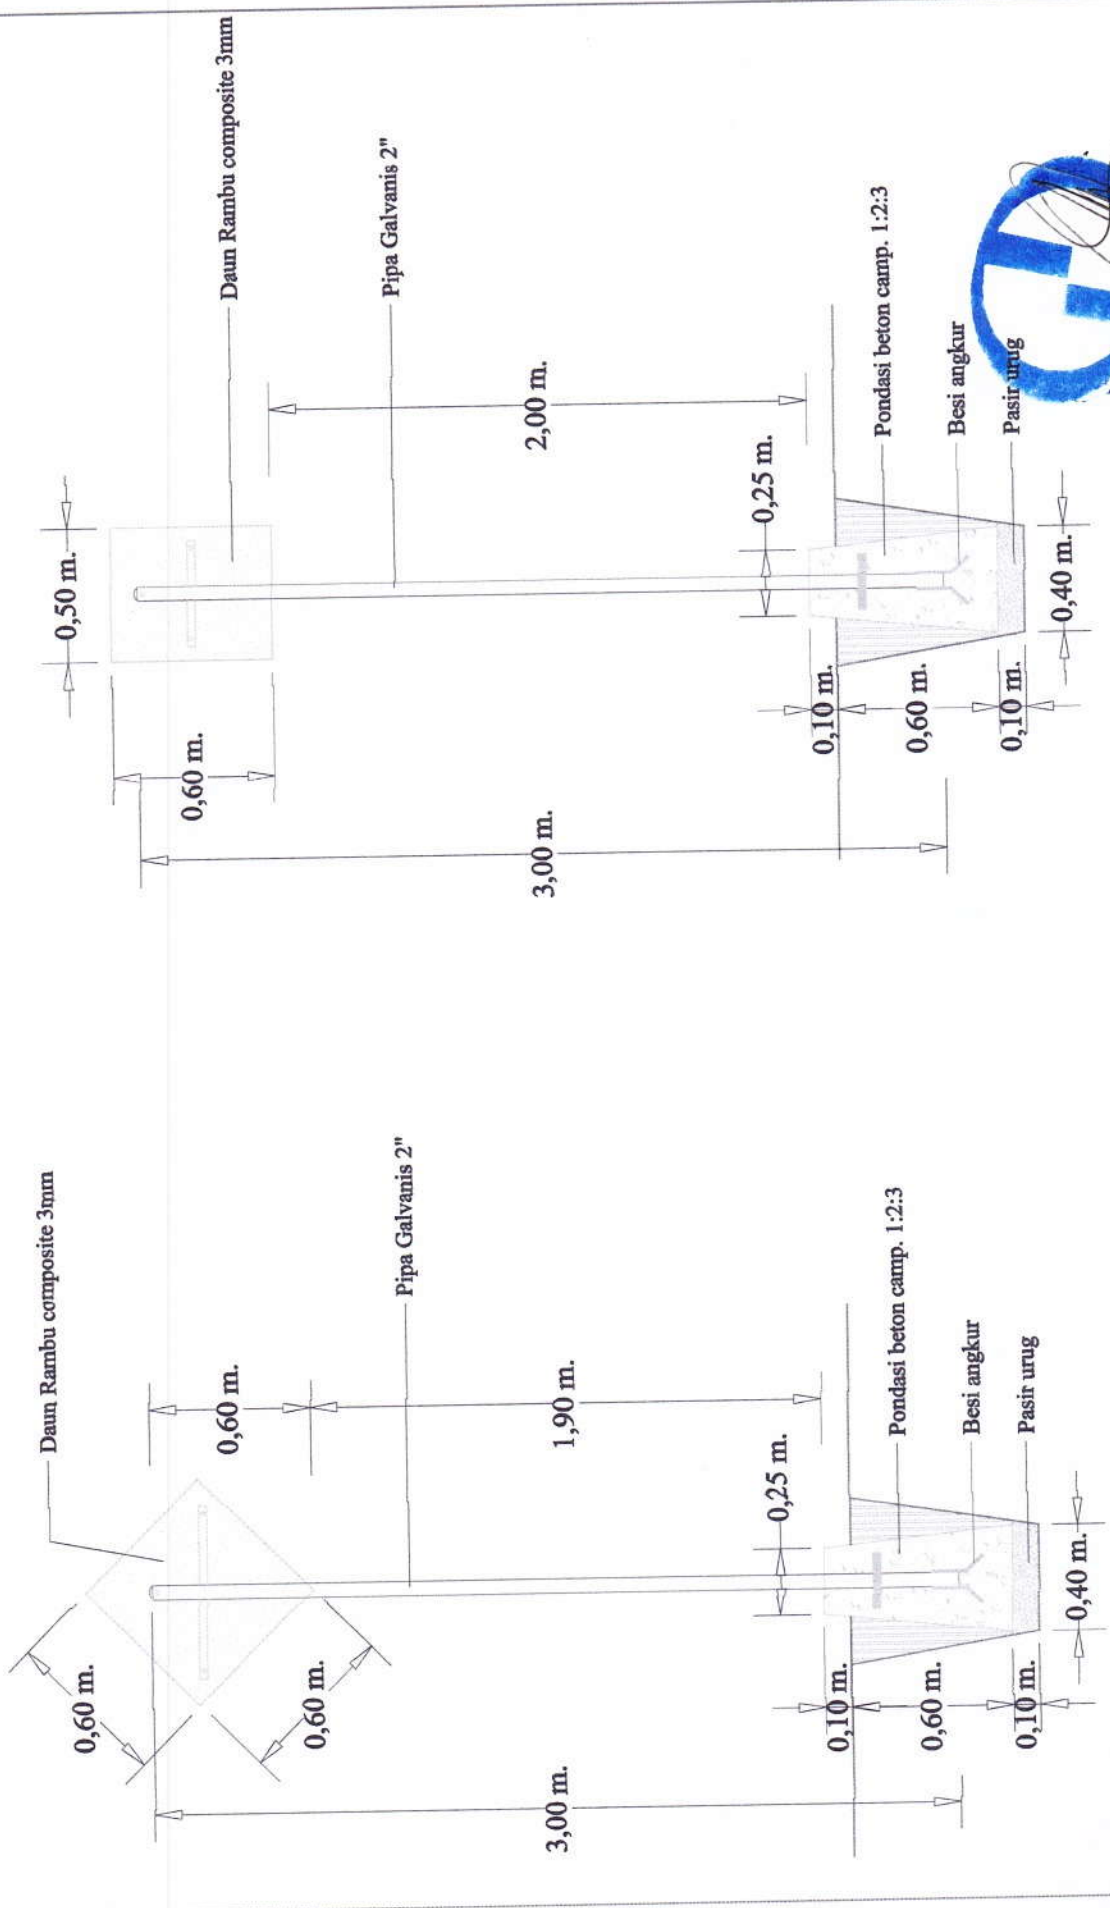 Daun Rambu composite 3mm
0,60 m.
0,60 m.
0,60 m.
Pipa Galvanis 2"
1,90 m.
3,00 m.
0,25 m.
Pondasi beton camp. 1:2:3
0,10 m.
0,60 m.
Besi angkur
0,10 m.
Pasir urug
0,40 m.
0,50 m.
Daun Rambu composite 3mm
0,60 m.
Pipa Galvanis 2"
2,00 m.
3,00 m.
0,25 m.
Pondasi beton camp. 1:2:3
0,10 m.
0,60 m.
Besi angkur
0,10 m.
Pasir urug
0,40 m.